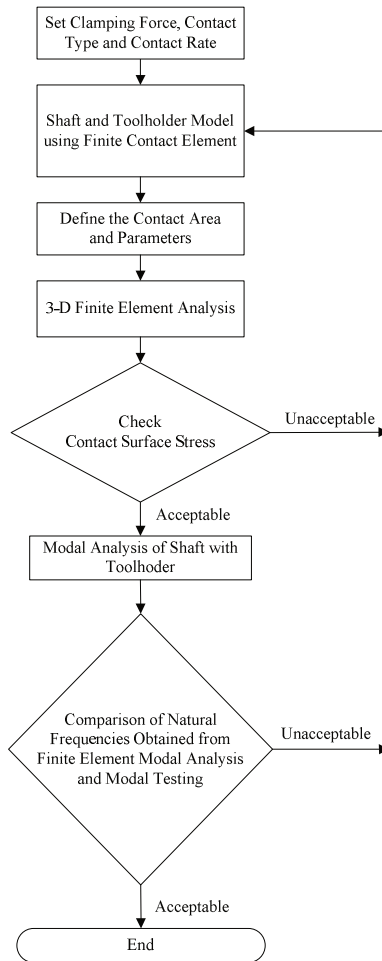 Set Clamping Force, Contact
Type and Contact Rate
Shaft and Toolholder Model
using Finite Contact Element
Define the Contact Area
and Parameters
3-D Finite Element Analysis
Check
Contact Surface Stress
Unacceptable
Acceptable
Modal Analysis of Shaft with
Toolhoder
Comparison of Natural
Frequencies Obtained from
Finite Element Modal Analysis
and Modal Testing
Unacceptable
Acceptable
End